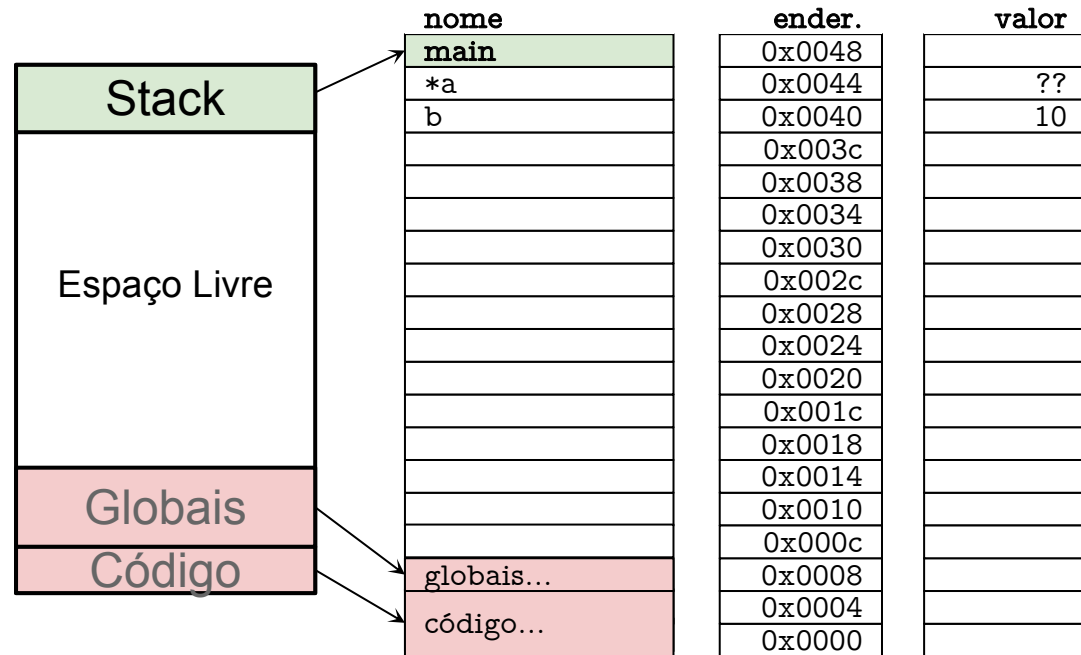 nome ender. valor
main 0x0048
*a 0x0044 ??
b 0x0040 10
0x003c
0x0038
0x0034
0x0030
0x002c
0x0028
0x0024
0x0020
0x001c
0x0018
0x0014
0x0010
0x000c
globais... 0x0008
código... 0x0004
0x0000
Stack
Espaço Livre
Globais
Código